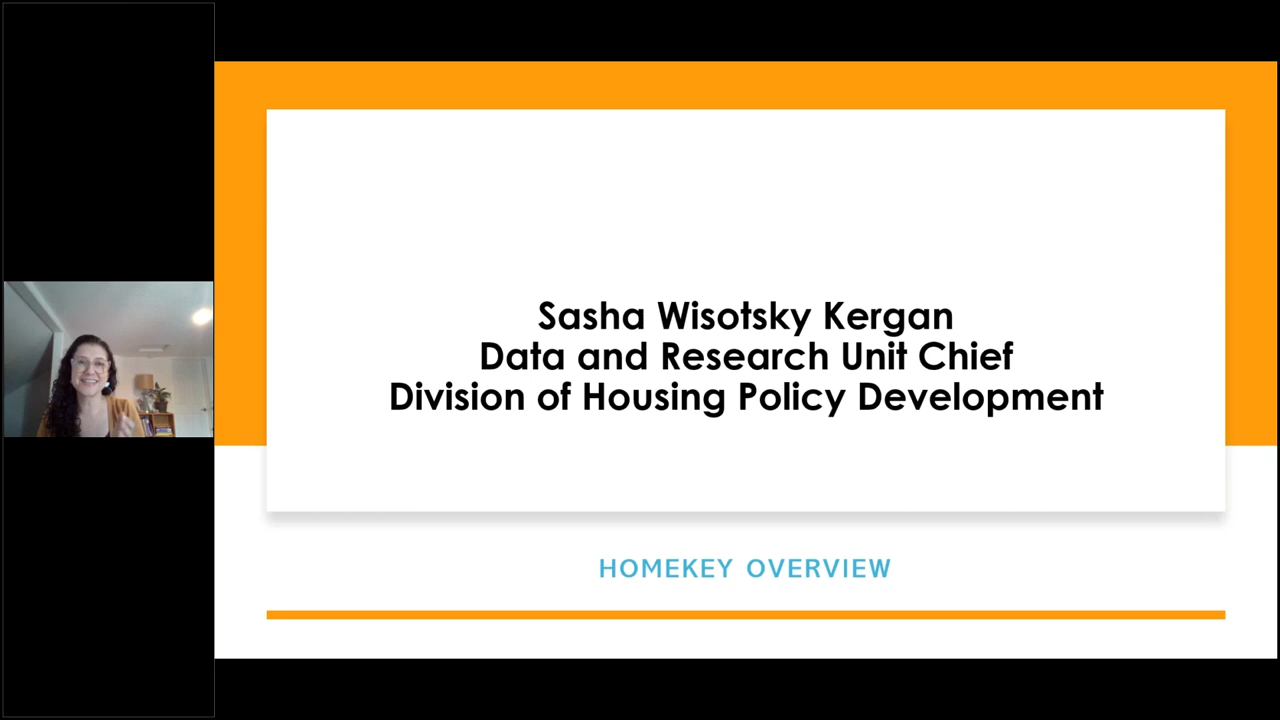 Sasha Wisotsky Kergan
Data and Research Unit Chief
Division of Housing Policy Development
HOMEKEY OVERVIEW